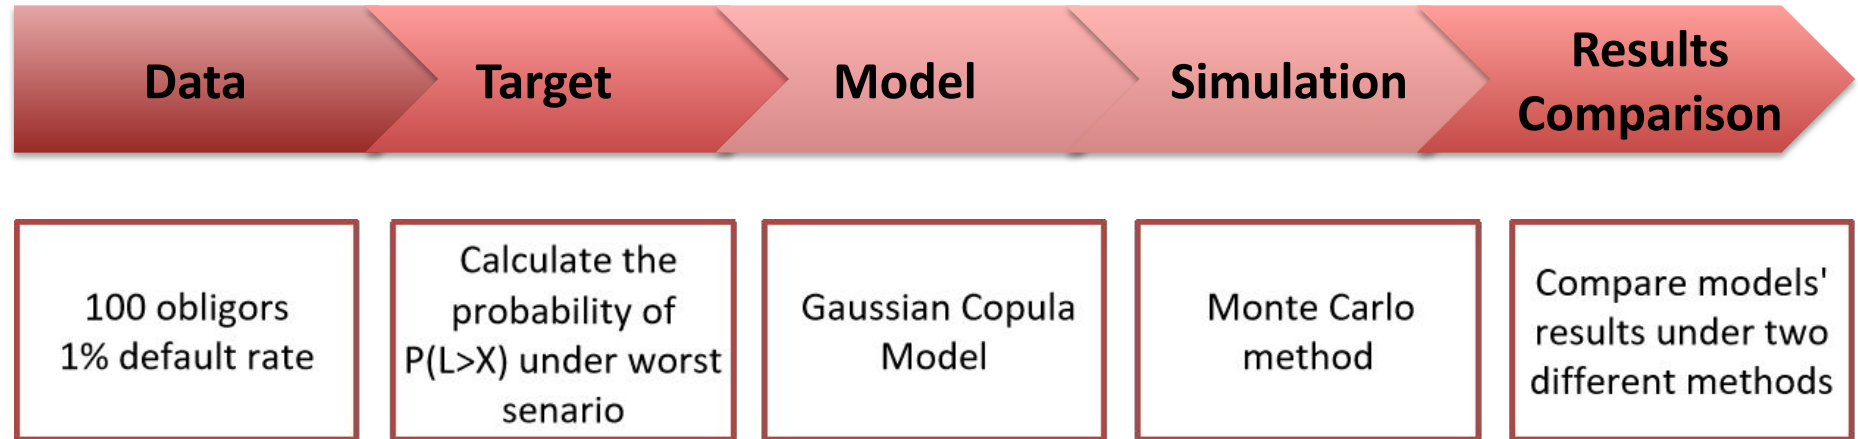 Data
Target
Model
Simulation
Results
Comparison
100 obligors
1% default rate
Calculate the
probability of
P(L>X) under worst
senario
Gaussian Copula
Model
Monte Carlo
method
Compare models'
results under two
different methods